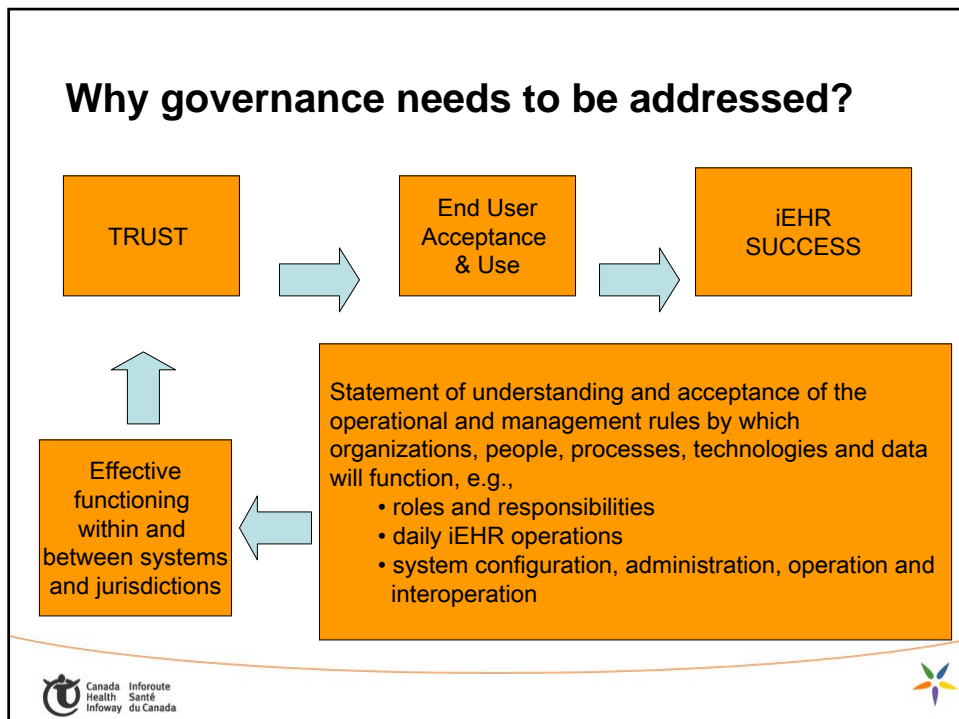 Why governance needs to be addressed?
TRUST
End User
Acceptance
& Use
iEHR
SUCCESS
Statement of understanding and acceptance of the
operational and management rules by which
organizations, people, processes, technologies and data
will function, e.g.,
• roles and responsibilities
• daily iEHR operations
• system configuration, administration, operation and
interoperation
Effective
functioning
within and
between systems
and jurisdictions
Canada Inforoute
Health Santé
Infoway du Canada